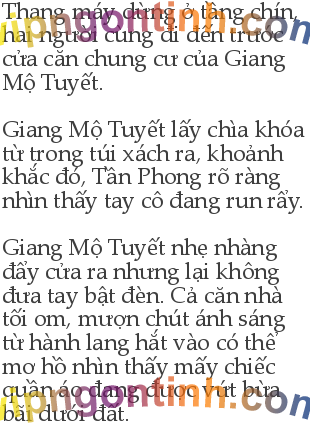 Thang máy dừng ở tầng chín,
hai người cùng đi đến trước
cửa căn chung cư của Giang
Mộ Tuyết.
Giang Mộ Tuyết lấy chìa khóa
từ trong túi xách ra, khoảnh
khắc đó, Tần Phong rõ ràng
nhìn thấy tay cô đang run rẩy.
Giang Mộ Tuyết nhẹ nhàng
đẩy cửa ra nhưng lại không
đưa tay bật đèn. Cả căn nhà
tối om, mượn chút ánh sáng
từ hành lang hắt vào có thể
mơ hồ nhìn thấy mấy chiếc
quần áo đang được vứt bừa
bãi dưới đất.
vipngontinh.com
vipngontinh.com